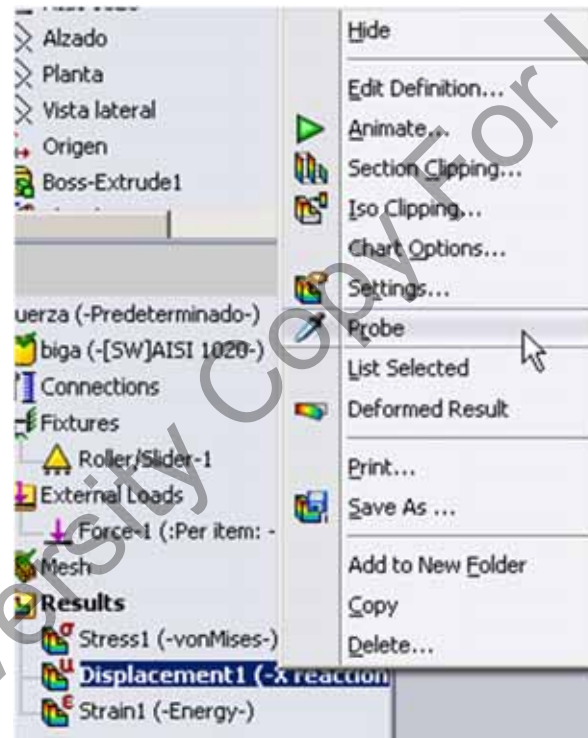 Alzado
Planta
Vista lateral
Origen
Boss-Extrude1
uerza (-Predeterminado-)
biga (-[SW]AISI 1020-)
Connections
Fixtures
Roller/Slider-1
External Loads
Force-1 (:Per item: -
Mesh
Results
Stress1 (-vonMises-)
Displacement1 (-X reaction
Strain1 (-Energy-)
Hide
Edit Definition...
Animate...
Section Clipping...
Iso Clipping...
Chart Options...
Settings...
Probe
List Selected
Deformed Result
Print...
Save As ...
Add to New Folder
Copy
Delete...
versity Copy For